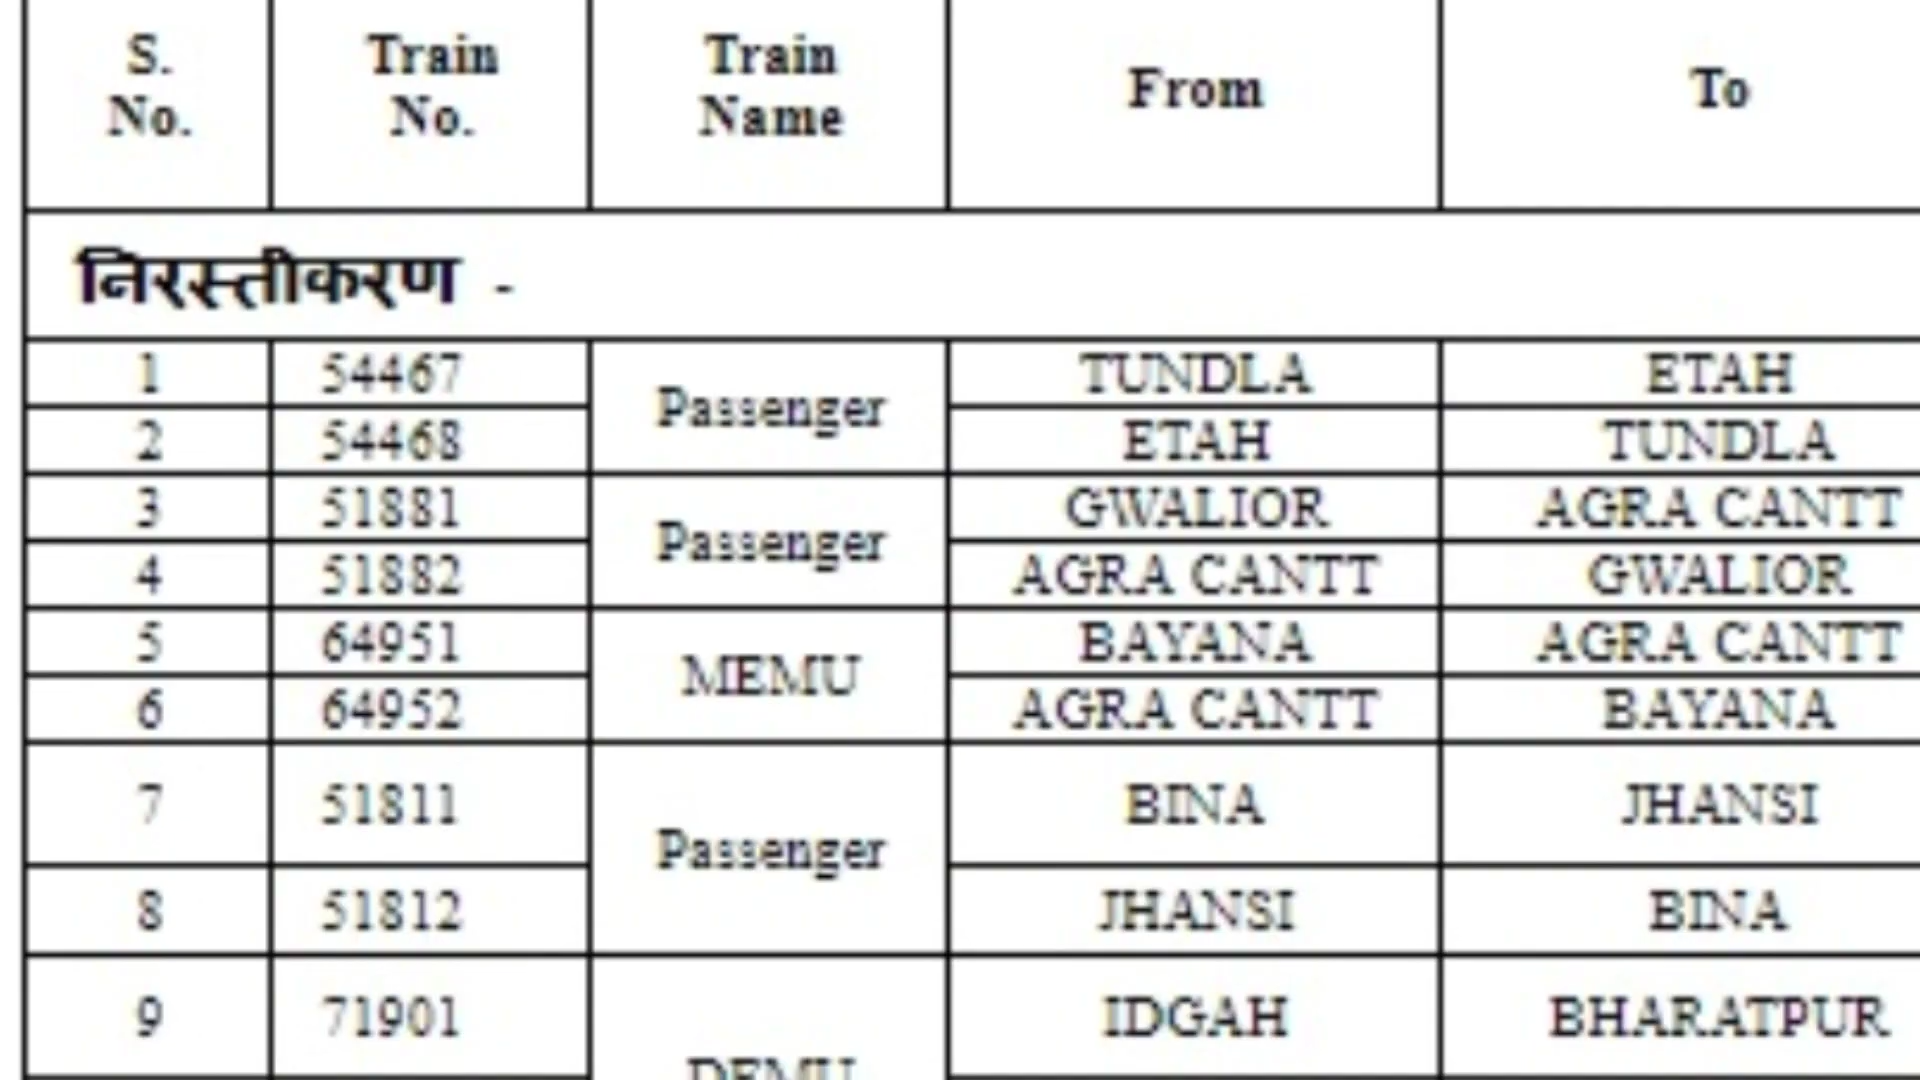 S. No. Train No. Train Name From To
निरस्तीकरण -
1 54467 Passenger TUNDLA ETAH
2 54468 ETAH TUNDLA
3 51881 Passenger GWALIOR AGRA CANTT
4 51882 AGRA CANTT GWALIOR
5 64951 MEMU BAYANA AGRA CANTT
6 64952 AGRA CANTT BAYANA
7 51811 Passenger BINA JHANSI
8 51812 JHANSI BINA
9 71901 DEMU IDGAH BHARATPUR